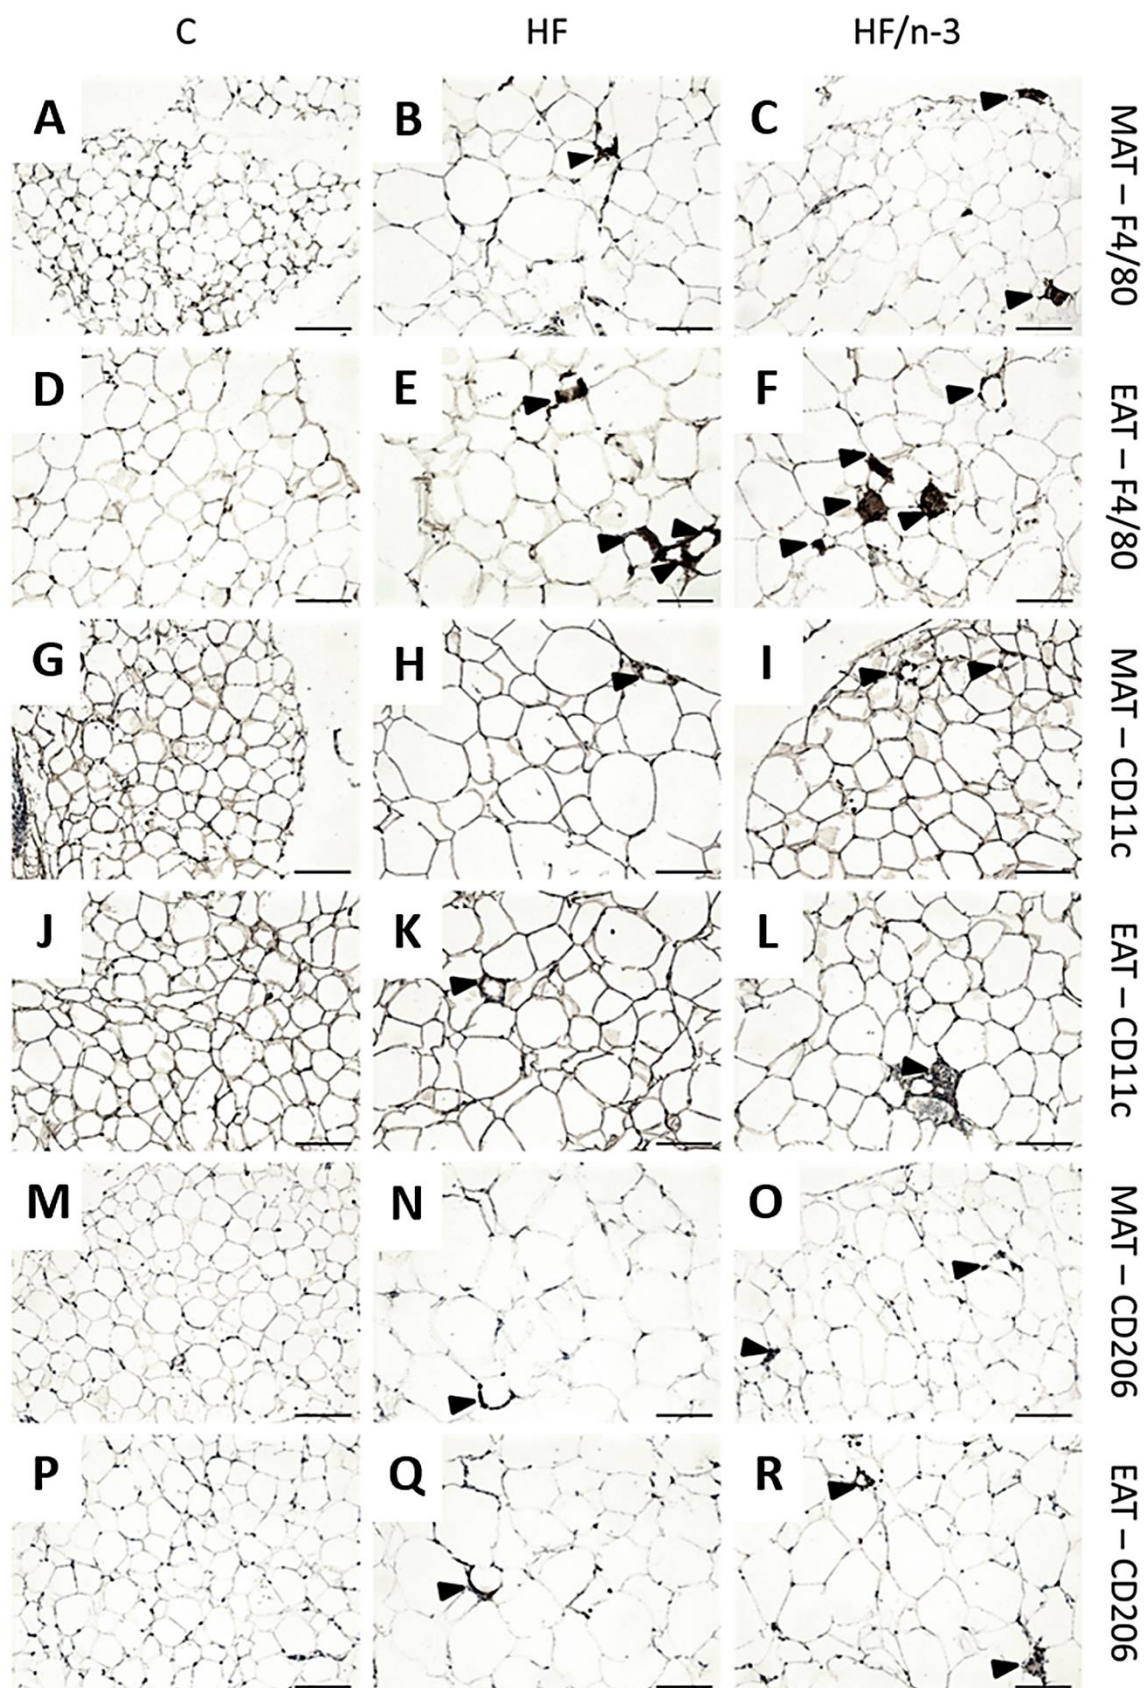 C HF HF/n-3
A B C MAT – F4/80
D E F EAT – F4/80
G H I MAT – CD11c
J K L EAT – CD11c
M N O MAT – CD206
P Q R EAT – CD206